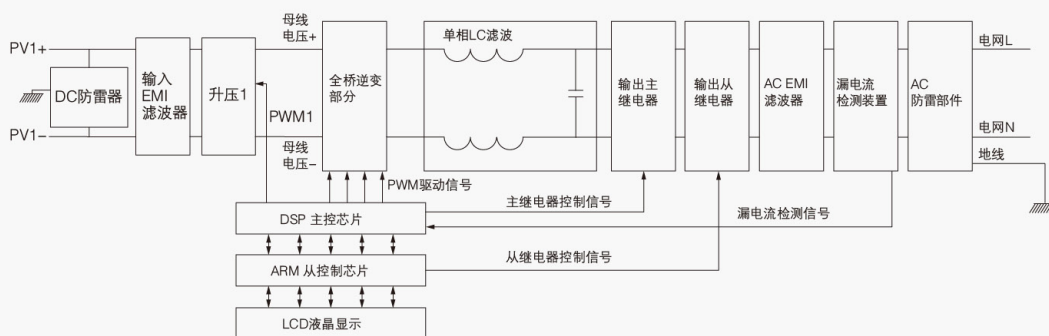 PV1+
PV1−
DC防雷器
输入
EMI
滤波器
升压1
PWM1
母线
电压+
母线
电压−
全桥逆变
部分
单相LC滤波
输出主
继电器
输出从
继电器
AC EMI
滤波器
漏电流
检测装置
AC
防雷部件
电网L
电网N
地线
PWM驱动信号
DSP 主控芯片
主继电器控制信号
漏电流检测信号
ARM 从控制芯片
从继电器控制信号
LCD液晶显示